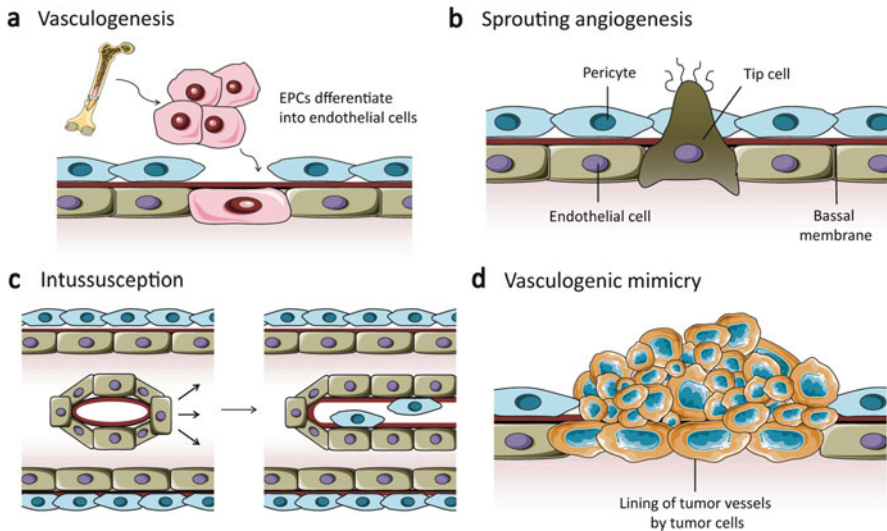 a Vasculogenesis
EPCs dfferentiate
into endothelial cells
b Sprouting angiogenesis
Pericyte
Tip cell
Endothelial cell
Bassal
membrane
c Intussusception
d Vasculogenic mimicry
Lining of tumor vessels
by tumor cells